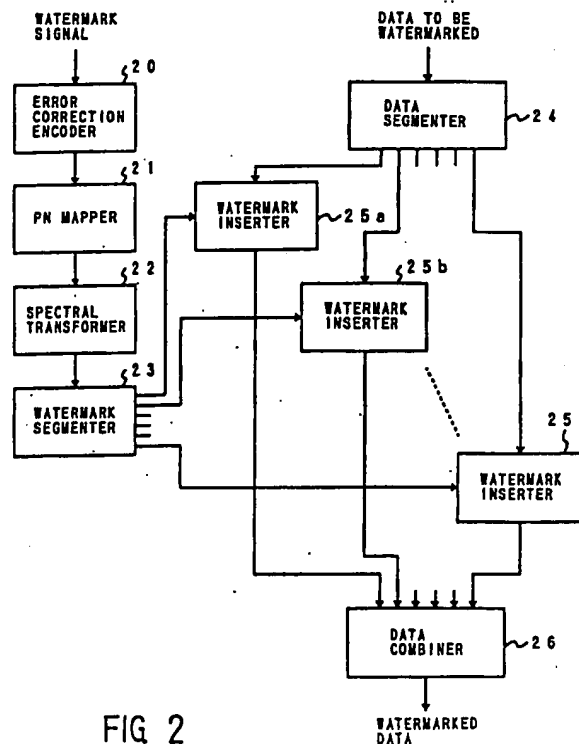 WATERMARK
SIGNAL
DATA TO BE
WATERMARKED
20
ERROR
CORRECTION
ENCODER
DATA
SEGMENTER
24
21
PN MAPPER
WATERMARK
INSERTER
25a
22
SPECTRAL
TRANSFORMER
25b
WATERMARK
INSERTER
23
WATERMARK
SEGMENTER
25
WATERMARK
INSERTER
DATA
COMBINER
26
FIG 2
WATERMARKED
DATA